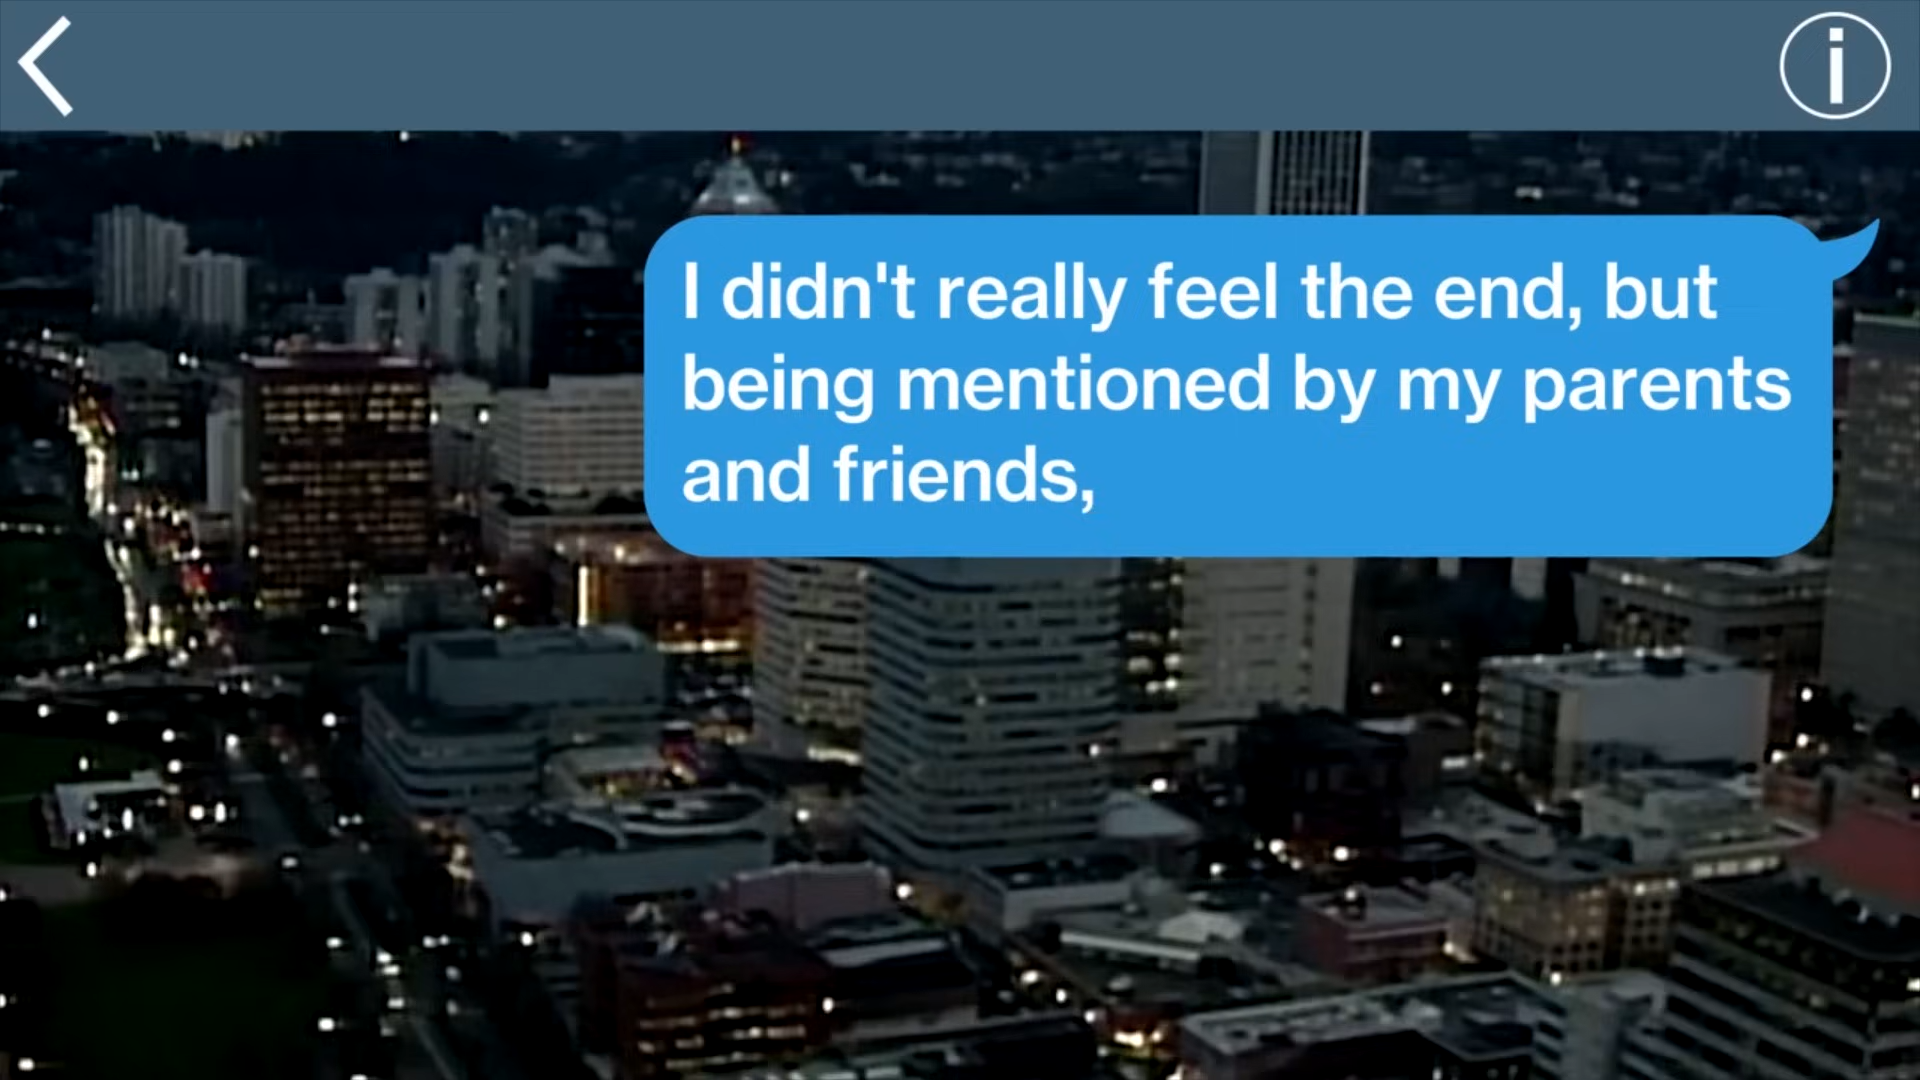 I didn't really feel the end, but
being mentioned by my parents
and friends,